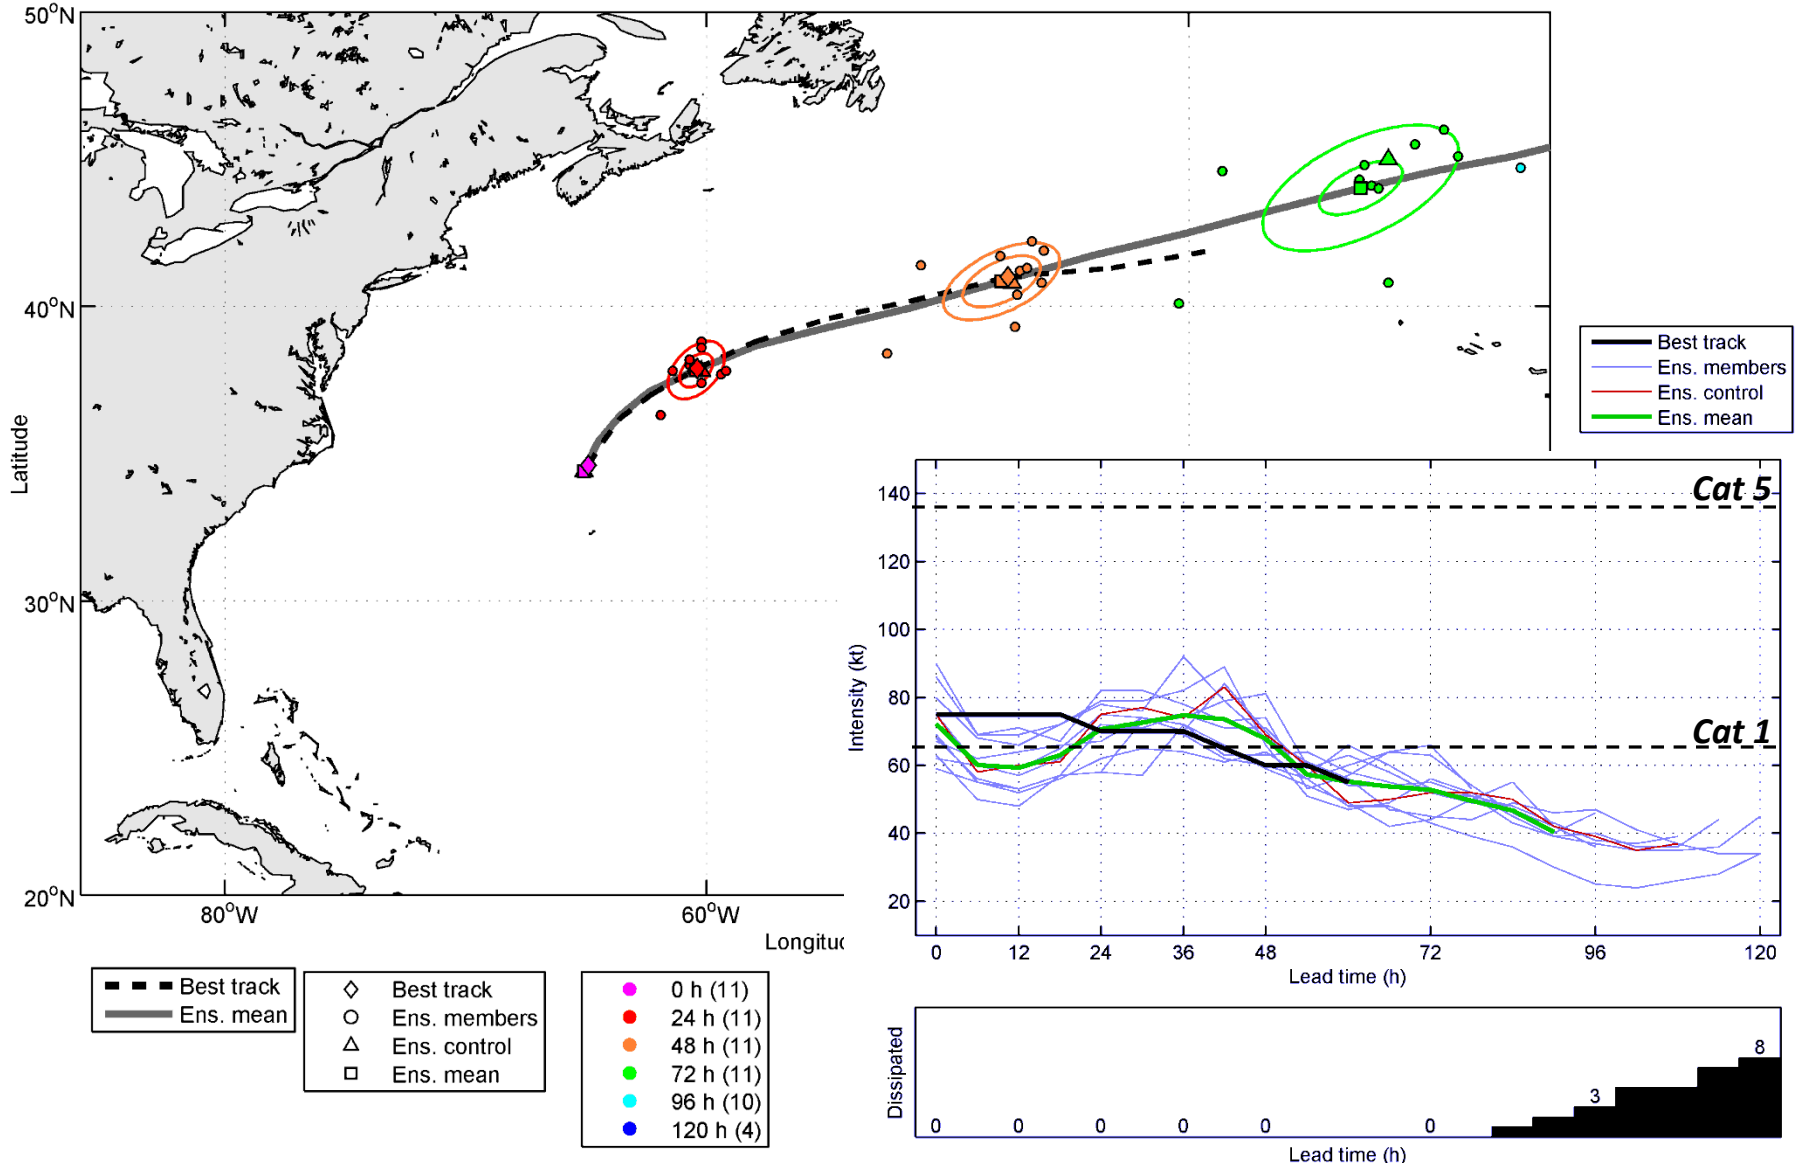 50°N
40°N
30°N
20°N
Latitude
80°W
60°W
Longituc
Best track
Ens. mean
Best track
Ens. members
Ens. control
Ens. mean
0 h (11)
24 h (11)
48 h (11)
72 h (11)
96 h (10)
120 h (4)
Best track
Ens. members
Ens. control
Ens. mean
Cat 5
Cat 1
140
120
100
80
60
40
20
Intensity (kt)
0 12 24 36 48 72 96 120
Lead time (h)
Dissipated
0 0 0 0 0 0 3 8
Lead time (h)